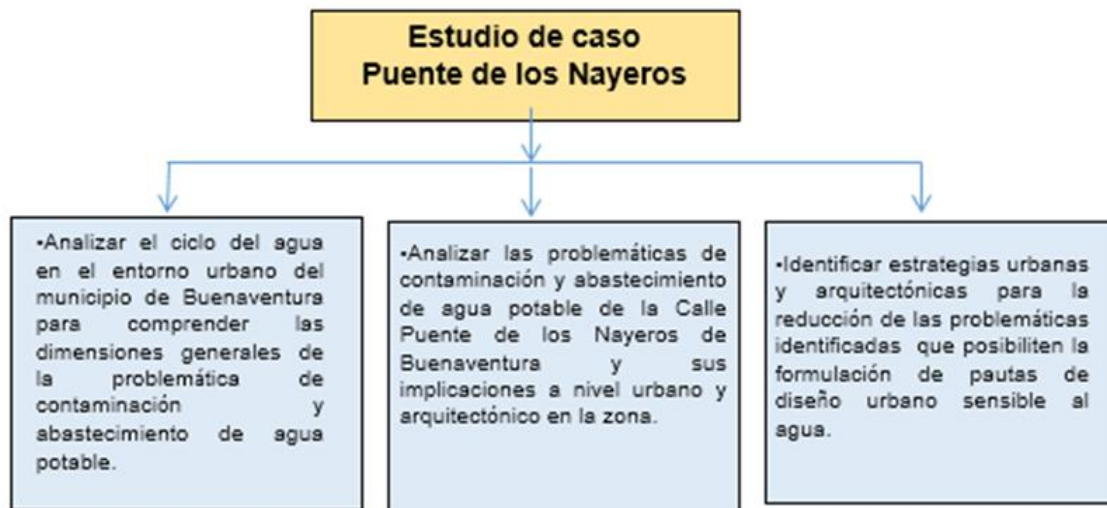 Estudio de caso
Puente de los Nayeros
•Analizar el ciclo del agua
en el entorno urbano del
municipio de Buenaventura
para comprender las
dimensiones generales de
la problemática de
contaminación y
abastecimiento de agua
potable.
•Analizar las problemáticas de
contaminación y abastecimiento
de agua potable de la Calle
Puente de los Nayeros de
Buenaventura y sus
implicaciones a nivel urbano y
arquitectónico en la zona.
•Identificar estrategias urbanas
y arquitectónicas para la
reducción de las problemáticas
identificadas que posibiliten la
formulación de pautas de
diseño urbano sensible al
agua.